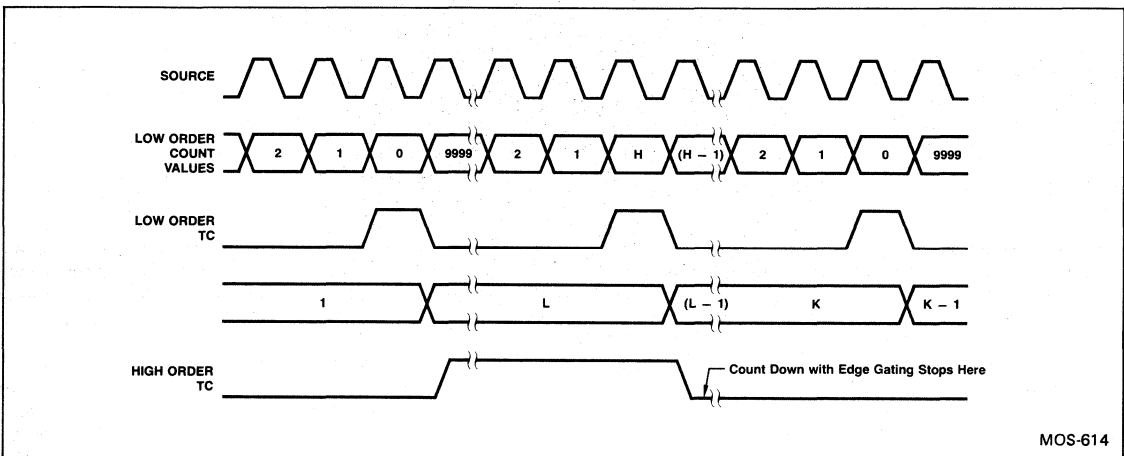 SOURCE
LOW ORDER
COUNT
VALUES
2 1 0 9999 2 1 H (H – 1) 2 1 0 9999
LOW ORDER
TC
1 L (L – 1) K K – 1
HIGH ORDER
TC
Count Down with Edge Gating Stops Here
MOS-614